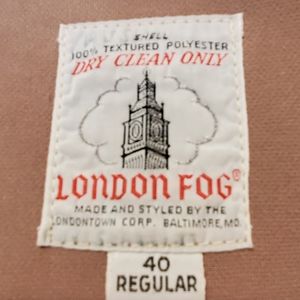 SHELL
100% TEXTURED POLYESTER
DRY CLEAN ONLY
LONDON FOG®
MADE AND STYLED BY THE
LONDONTOWN CORP. BALTIMORE, MD.
40
REGULAR